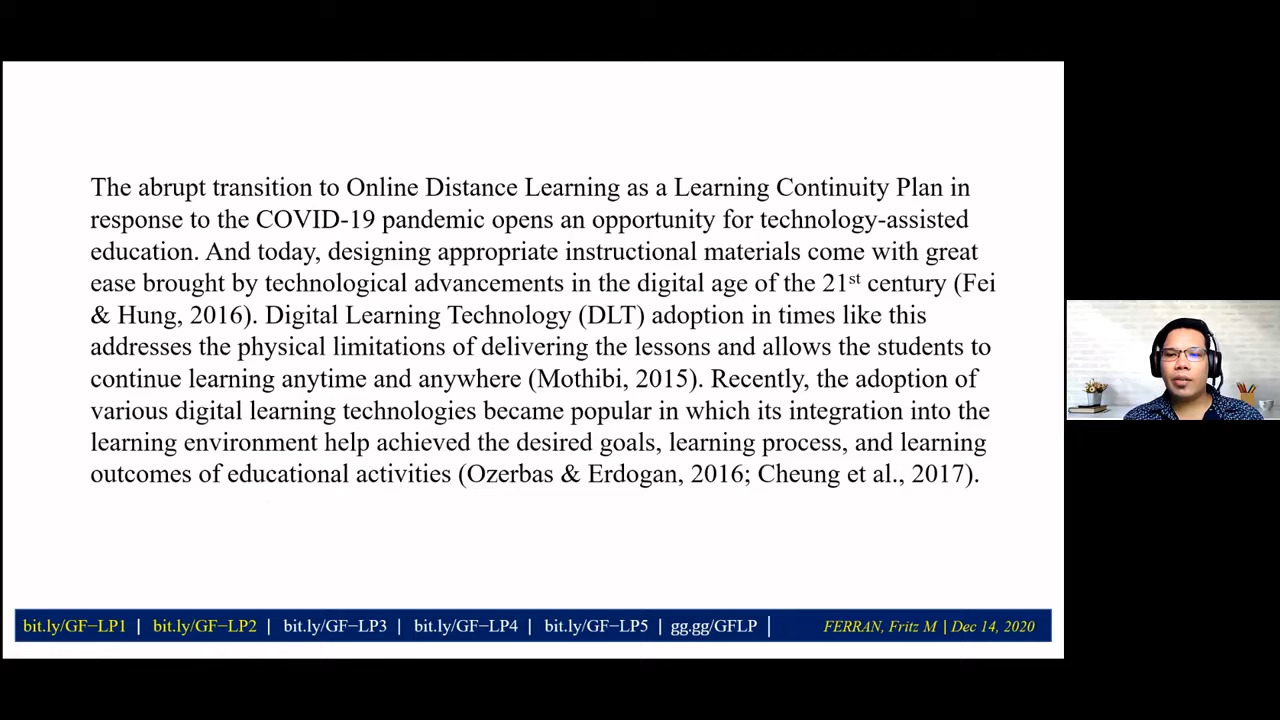 The abrupt transition to Online Distance Learning as a Learning Continuity Plan in
response to the COVID-19 pandemic opens an opportunity for technology-assisted
education. And today, designing appropriate instructional materials come with great
ease brought by technological advancements in the digital age of the 21st century (Fei
& Hung, 2016). Digital Learning Technology (DLT) adoption in times like this
addresses the physical limitations of delivering the lessons and allows the students to
continue learning anytime and anywhere (Mothibi, 2015). Recently, the adoption of
various digital learning technologies became popular in which its integration into the
learning environment help achieved the desired goals, learning process, and learning
outcomes of educational activities (Ozerbas & Erdogan, 2016; Cheung et al., 2017).
bit.ly/GF−LP1 | bit.ly/GF−LP2 | bit.ly/GF−LP3 | bit.ly/GF−LP4 | bit.ly/GF−LP5 | gg.gg/GFLP | FERRAN, Fritz M | Dec 14, 2020